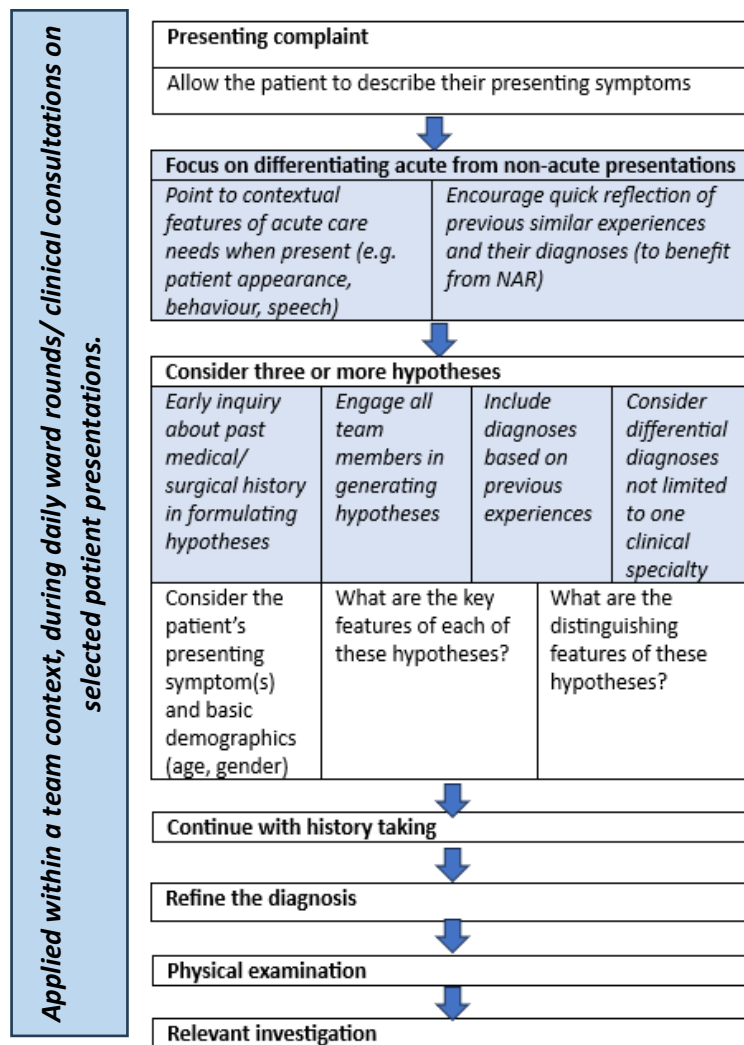 Applied within a team context, during daily ward rounds/ clinical consultations on
selected patient presentations.
Presenting complaint
Allow the patient to describe their presenting symptoms
Focus on differentiating acute from non-acute presentations
Point to contextual
features of acute care
needs when present (e.g.
patient appearance,
behaviour, speech)
Encourage quick reflection of
previous similar experiences
and their diagnoses (to benefit
from NAR)
Consider three or more hypotheses
Early inquiry
about past
medical/
surgical history
in formulating
hypotheses
Engage all
team
members in
generating
hypotheses
Include
diagnoses
based on
previous
experiences
Consider
differential
diagnoses
not limited
to one
clinical
specialty
Consider the
patient's
presenting
symptom(s)
and basic
demographics
(age, gender)
What are the key
features of each of
these hypotheses?
What are the
distinguishing
features of these
hypotheses?
Continue with history taking
Refine the diagnosis
Physical examination
Relevant investigation